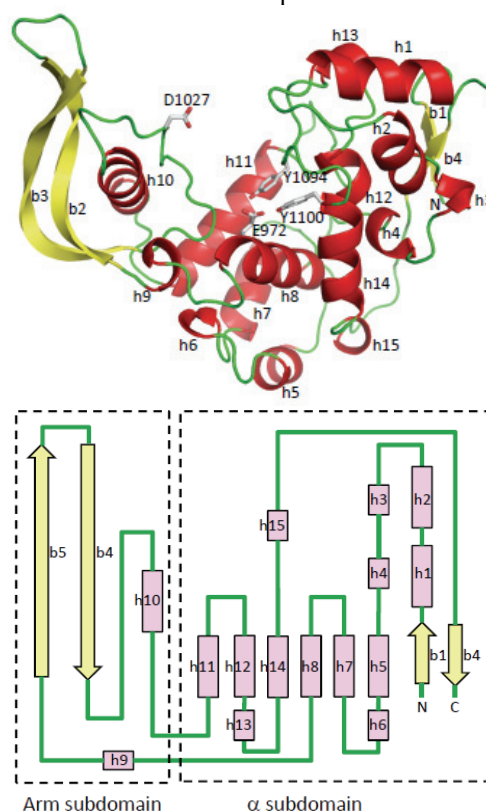 h13
h1
D1027
b1
h2
h11
b4
h10
Y1094
h12
N
b3
b2
E972
Y1100
h4
h9
h8
h14
h7
h6
h15
h5
h15
h3
h2
b5
b4
h10
h4
h1
h11
h12
h14
h8
h7
h5
b1
b4
h13
h6
N
C
h9
Arm subdomain
α subdomain